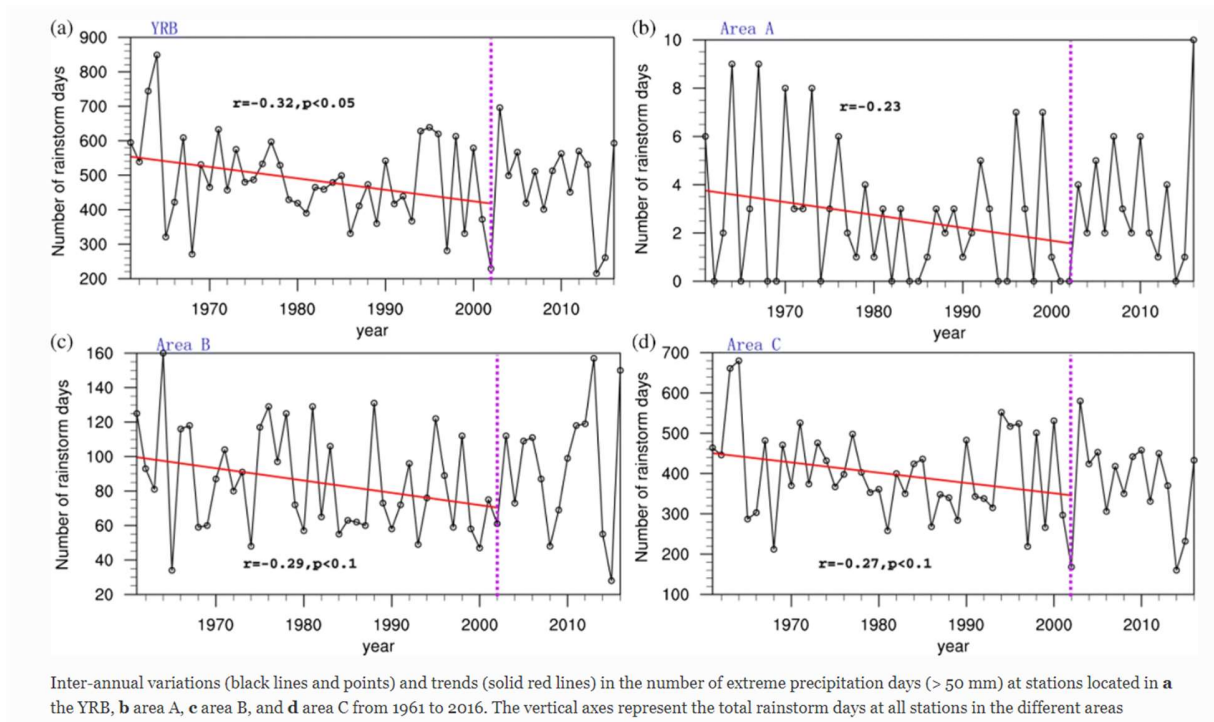 (a) YRB
900
800
700
600
500
400
300
200
Number of rainstorm days
r=-0.32,p<0.05
1970 1980 1990 2000 2010
year
(b) Area A
10
8
6
4
2
0
Number of rainstorm days
r=-0.23
1970 1980 1990 2000 2010
year
(c) Area B
160
140
120
100
80
60
40
20
Number of rainstorm days
r=-0.29,p<0.1
1970 1980 1990 2000 2010
year
(d) Area C
700
600
500
400
300
200
100
Number of rainstorm days
r=-0.27,p<0.1
1970 1980 1990 2000 2010
year
Inter-annual variations (black lines and points) and trends (solid red lines) in the number of extreme precipitation days (> 50 mm) at stations located in a
the YRB, b area A, c area B, and d area C from 1961 to 2016. The vertical axes represent the total rainstorm days at all stations in the different areas